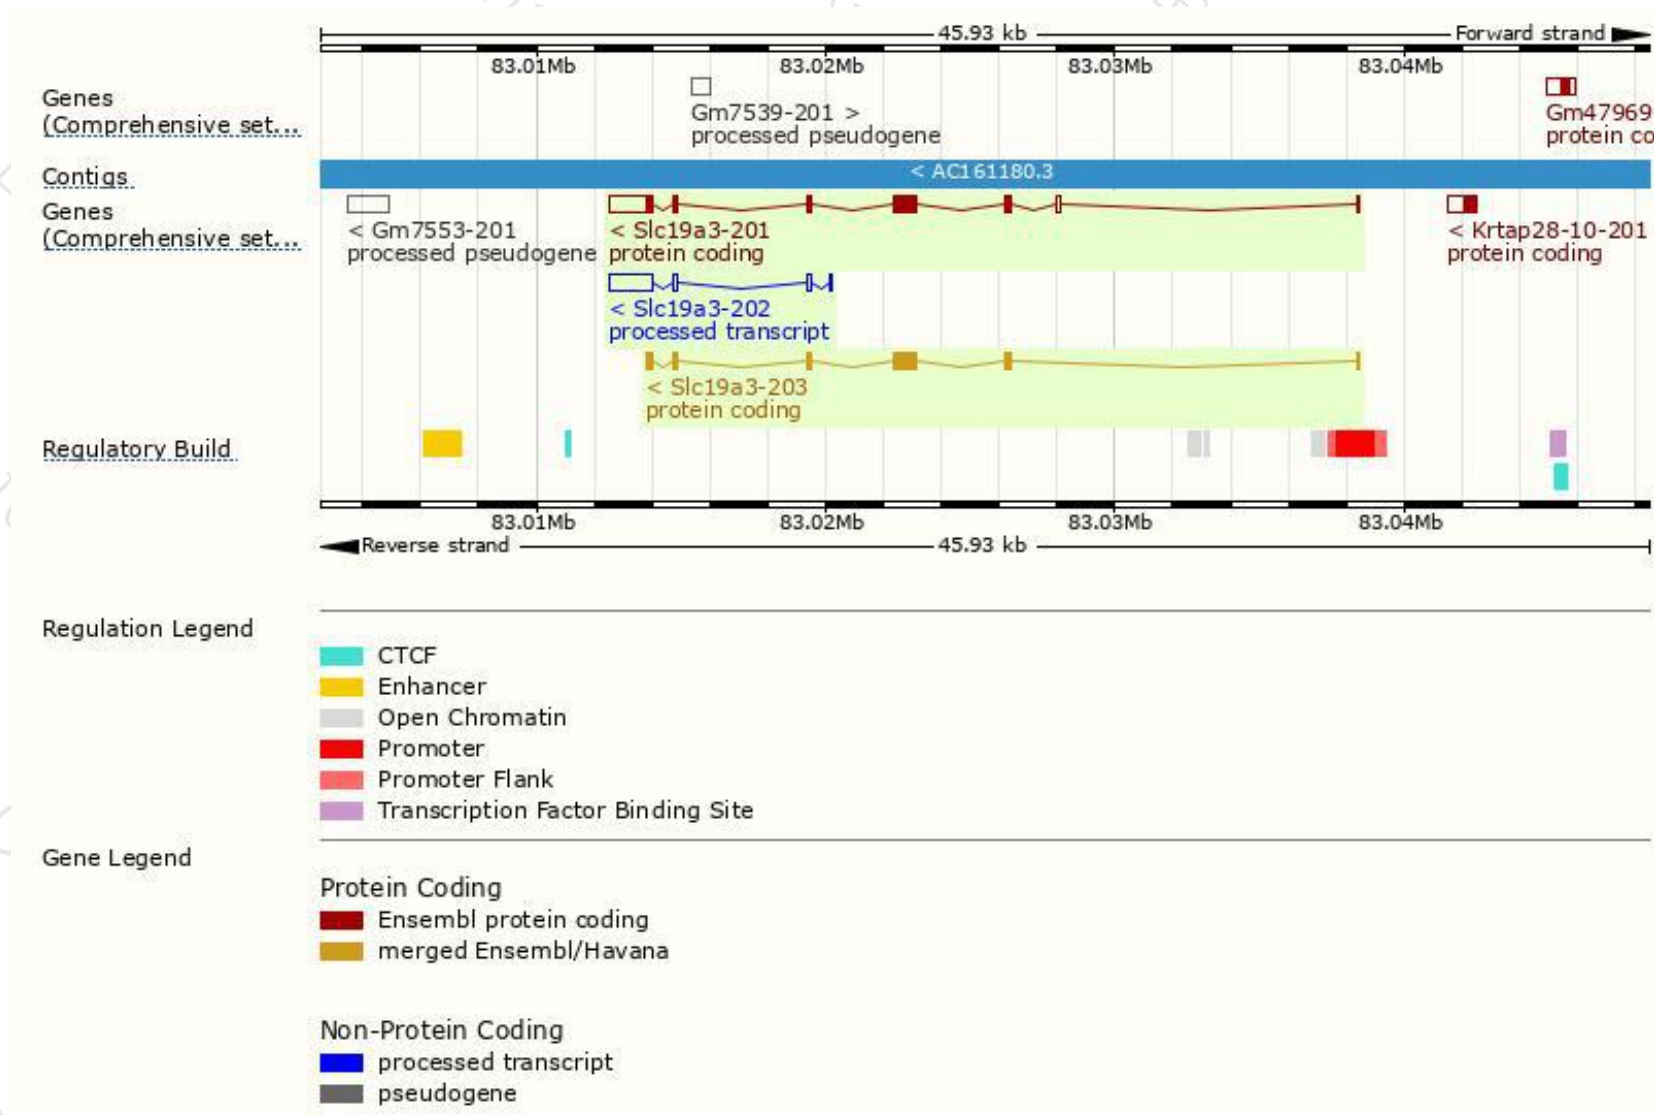 45.93 kb
Forward strand
83.01Mb 83.02Mb 83.03Mb 83.04Mb
Genes
(Comprehensive set...
Gm7539-201 >
processed pseudogene
Gm47969
protein co
Contigs
< AC161180.3
Genes
(Comprehensive set...
< Gm7553-201
processed pseudogene
< Slc19a3-201
protein coding
< Krtap28-10-201
protein coding
< Slc19a3-202
processed transcript
< Slc19a3-203
protein coding
Regulatory Build
83.01Mb 83.02Mb 83.03Mb 83.04Mb
Reverse strand
45.93 kb
Regulation Legend
CTCF
Enhancer
Open Chromatin
Promoter
Promoter Flank
Transcription Factor Binding Site
Gene Legend
Protein Coding
Ensembl protein coding
merged Ensembl/Havana
Non-Protein Coding
processed transcript
pseudogene